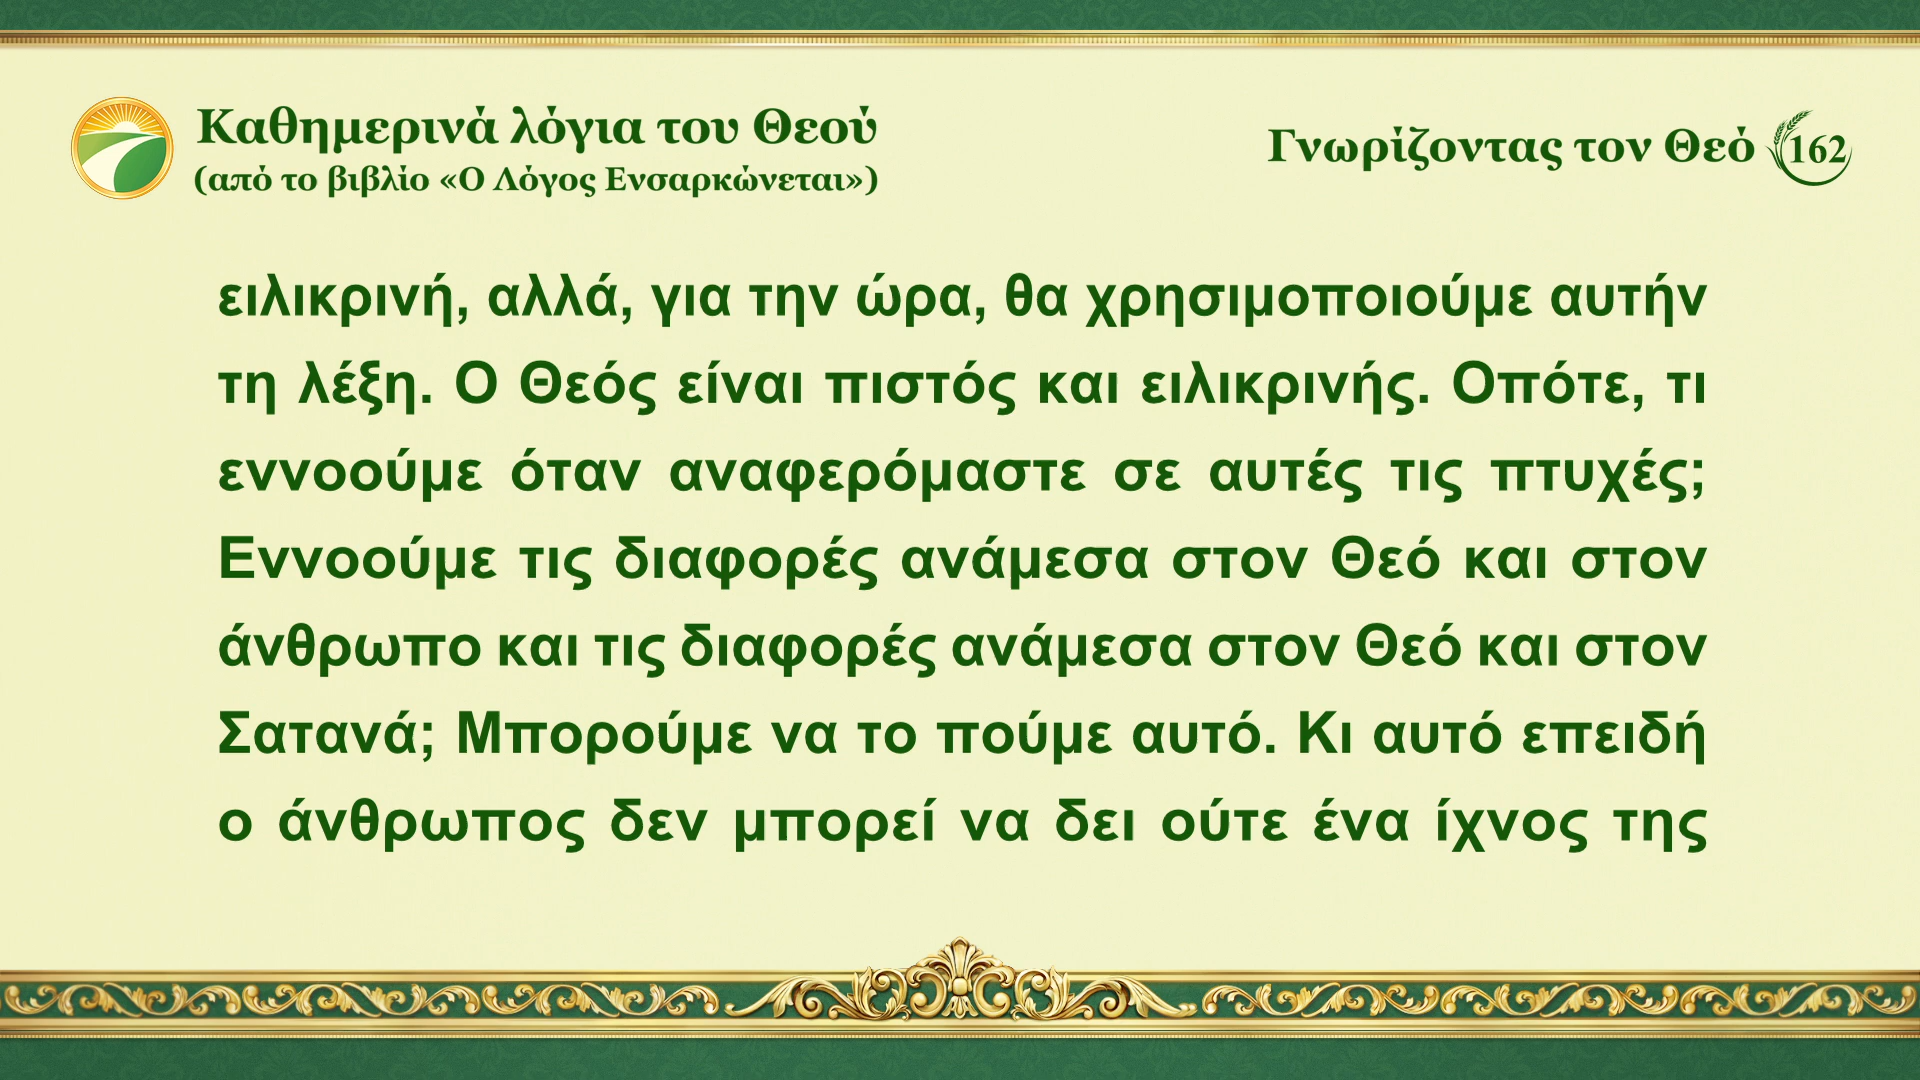 Καθημερινά λόγια του Θεού
(από το βιβλίο «Ο Λόγος Ενσαρκώνεται»)
Γνωρίζοντας τον Θεό 162
ειλικρινή, αλλά, για την ώρα, θα χρησιμοποιούμε αυτήν
τη λέξη. Ο Θεός είναι πιστός και ειλικρινής. Οπότε, τι
εννοούμε όταν αναφερόμαστε σε αυτές τις πτυχές;
Εννοούμε τις διαφορές ανάμεσα στον Θεό και στον
άνθρωπο και τις διαφορές ανάμεσα στον Θεό και στον
Σατανά; Μπορούμε να το πούμε αυτό. Κι αυτό επειδή
ο άνθρωπος δεν μπορεί να δει ούτε ένα ίχνος της